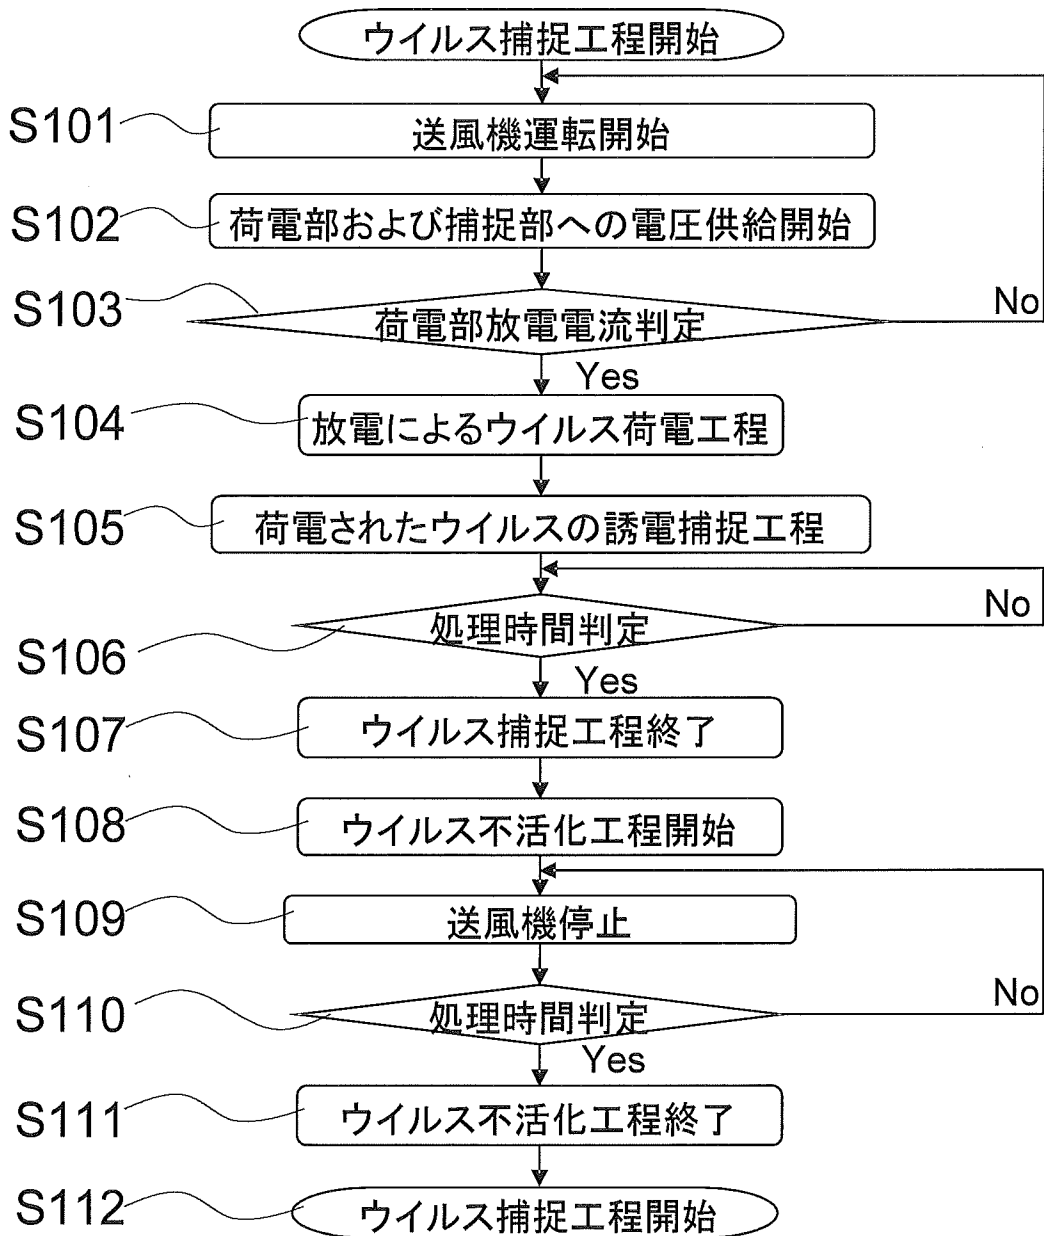 ウイルス捕捉工程開始
S101
送風機運転開始
S102
荷電部および捕捉部への電圧供給開始
S103
荷電部放電電流判定
No
Yes
S104
放電によるウイルス荷電工程
S105
荷電されたウイルスの誘電捕捉工程
S106
処理時間判定
No
Yes
S107
ウイルス捕捉工程終了
S108
ウイルス不活化工程開始
S109
送風機停止
S110
処理時間判定
No
Yes
S111
ウイルス不活化工程終了
S112
ウイルス捕捉工程開始